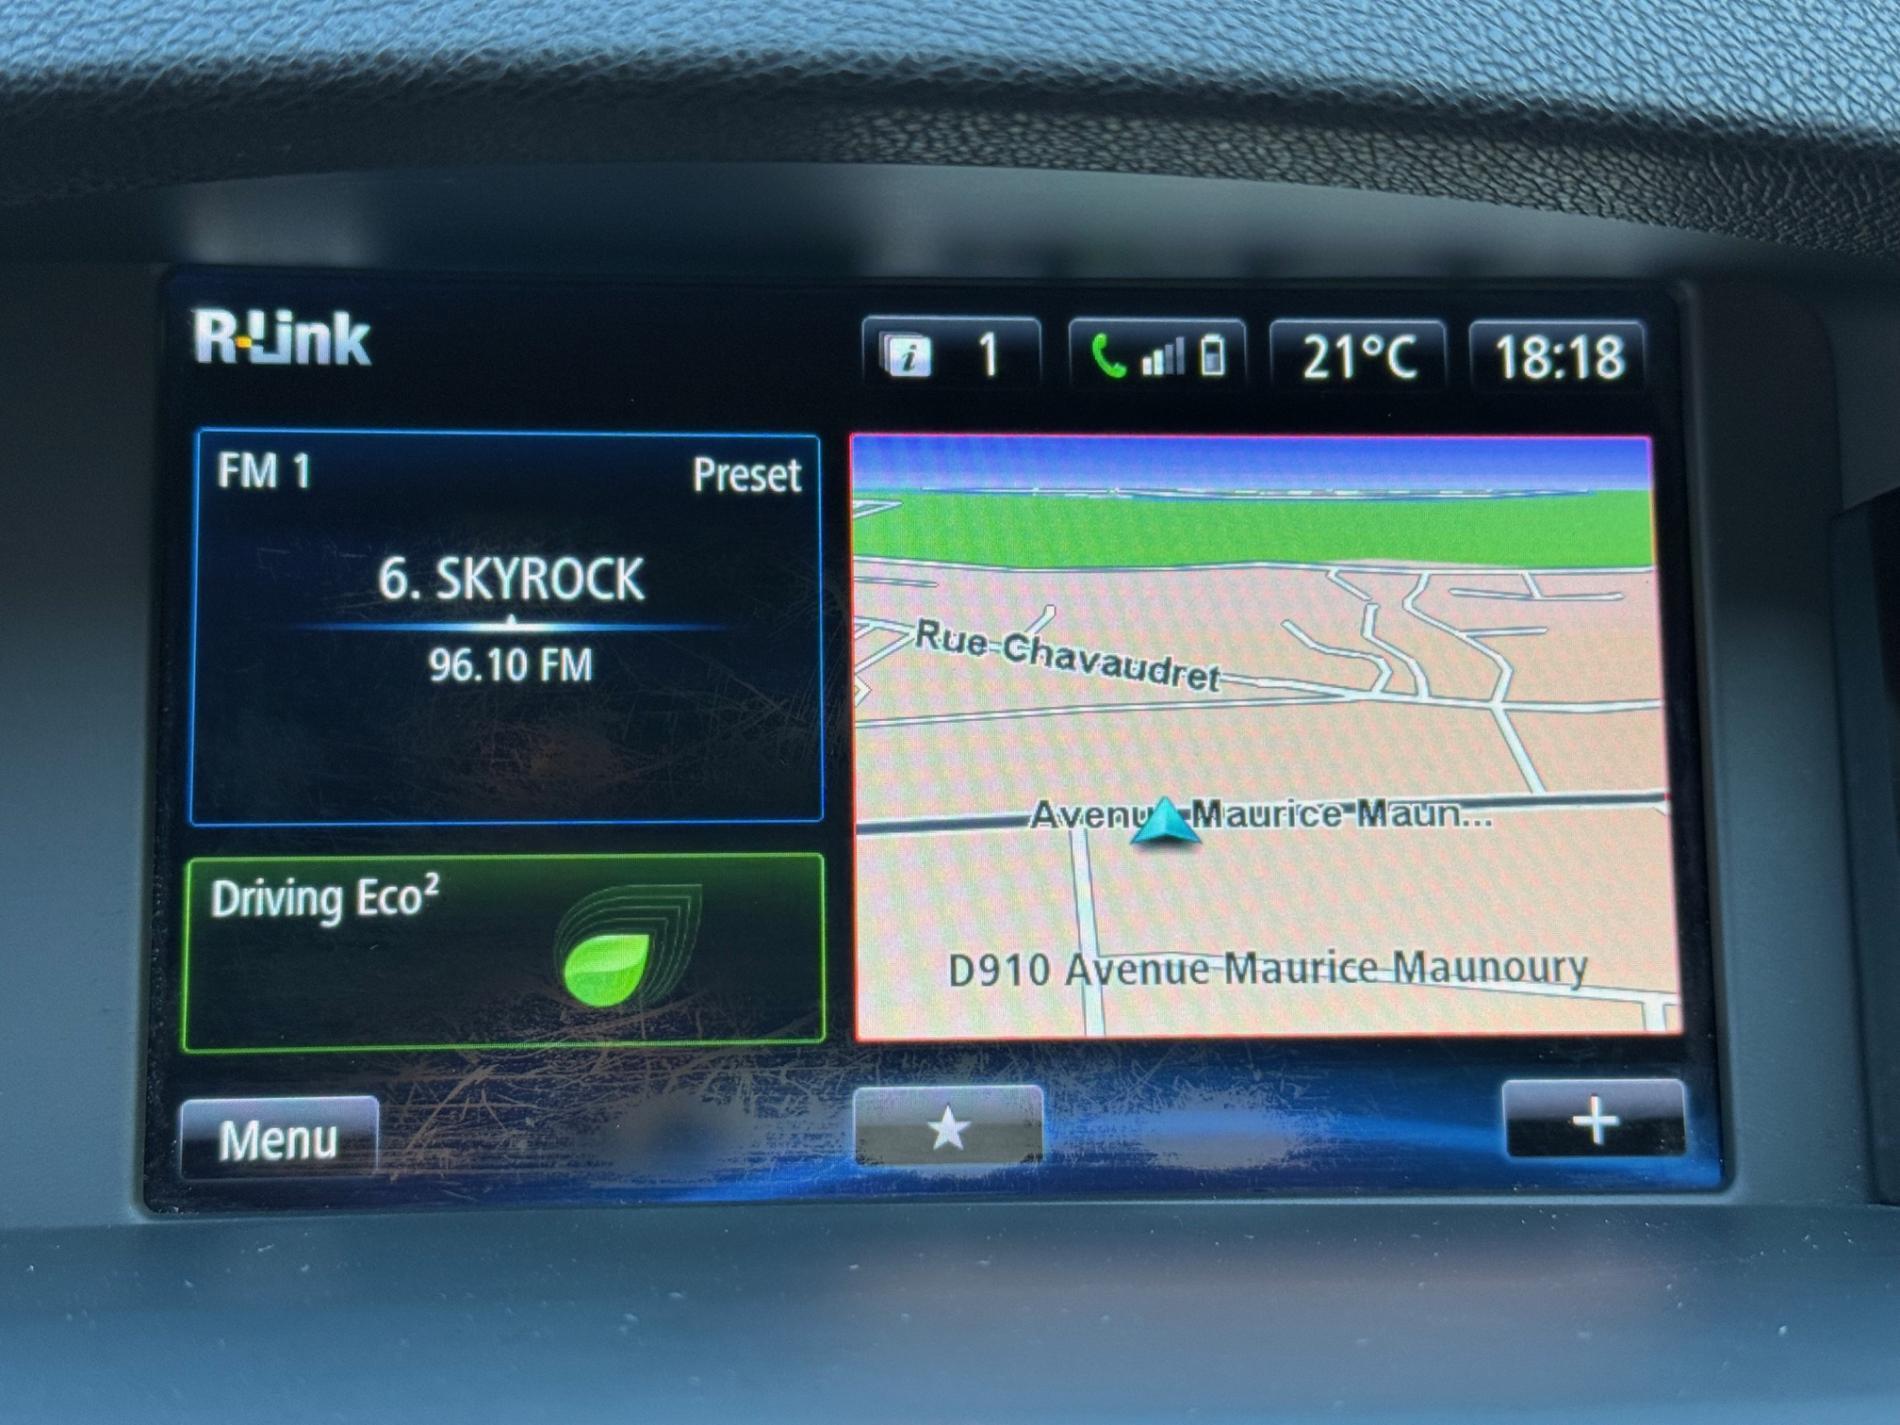 R-Link
i 1
21°C
18:18
FM 1
Preset
6. SKYROCK
96.10 FM
Rue Chavaudret
Avenu Maurice Maun...
D910 Avenue Maurice Maunoury
Driving Eco²
Menu
+